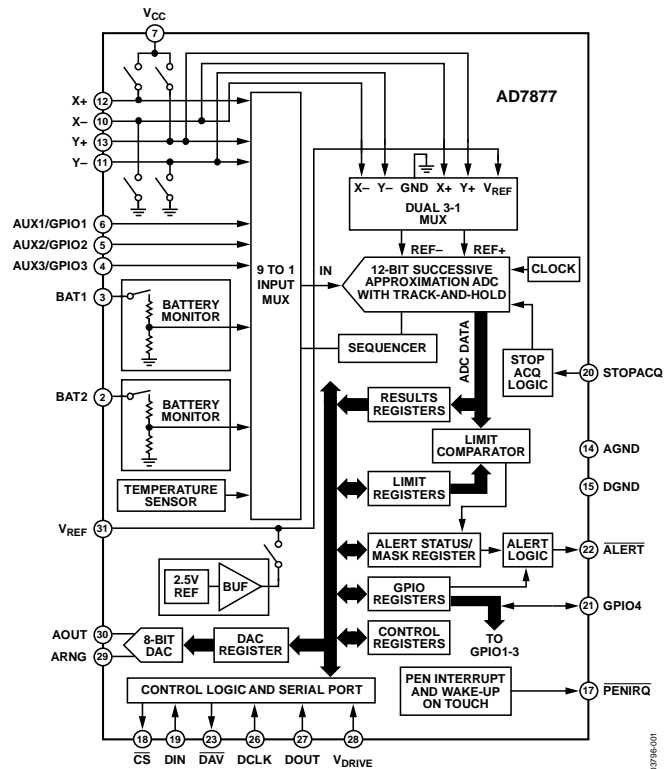 VCC
7
AD7877
X+ 12
X– 10
Y+ 13
Y– 11
X– Y– GND X+ Y+ VREF
DUAL 3-1
MUX
AUX1/GPIO1 6
AUX2/GPIO2 5
AUX3/GPIO3 4
REF– REF+
9 TO 1
INPUT
MUX
IN
12-BIT SUCCESSIVE
APPROXIMATION ADC
WITH TRACK-AND-HOLD
CLOCK
BAT1 3
BATTERY
MONITOR
SEQUENCER
ADC DATA
STOP
ACQ
LOGIC
20 STOPACQ
BAT2 2
BATTERY
MONITOR
RESULTS
REGISTERS
LIMIT
COMPARATOR
14 AGND
LIMIT
REGISTERS
15 DGND
TEMPERATURE
SENSOR
VREF 31
ALERT STATUS/
MASK REGISTER
ALERT
LOGIC
22 ALERT
2.5V
REF
BUF
GPIO
REGISTERS
21 GPIO4
TO
GPIO1-3
AOUT 30
ARNG 29
8-BIT
DAC
DAC
REGISTER
CONTROL
REGISTERS
CONTROL LOGIC AND SERIAL PORT
PEN INTERRUPT
AND WAKE-UP
ON TOUCH
17 PENIRQ
18 19 23 26 27 28
CS DIN DAV DCLK DOUT VDRIVE